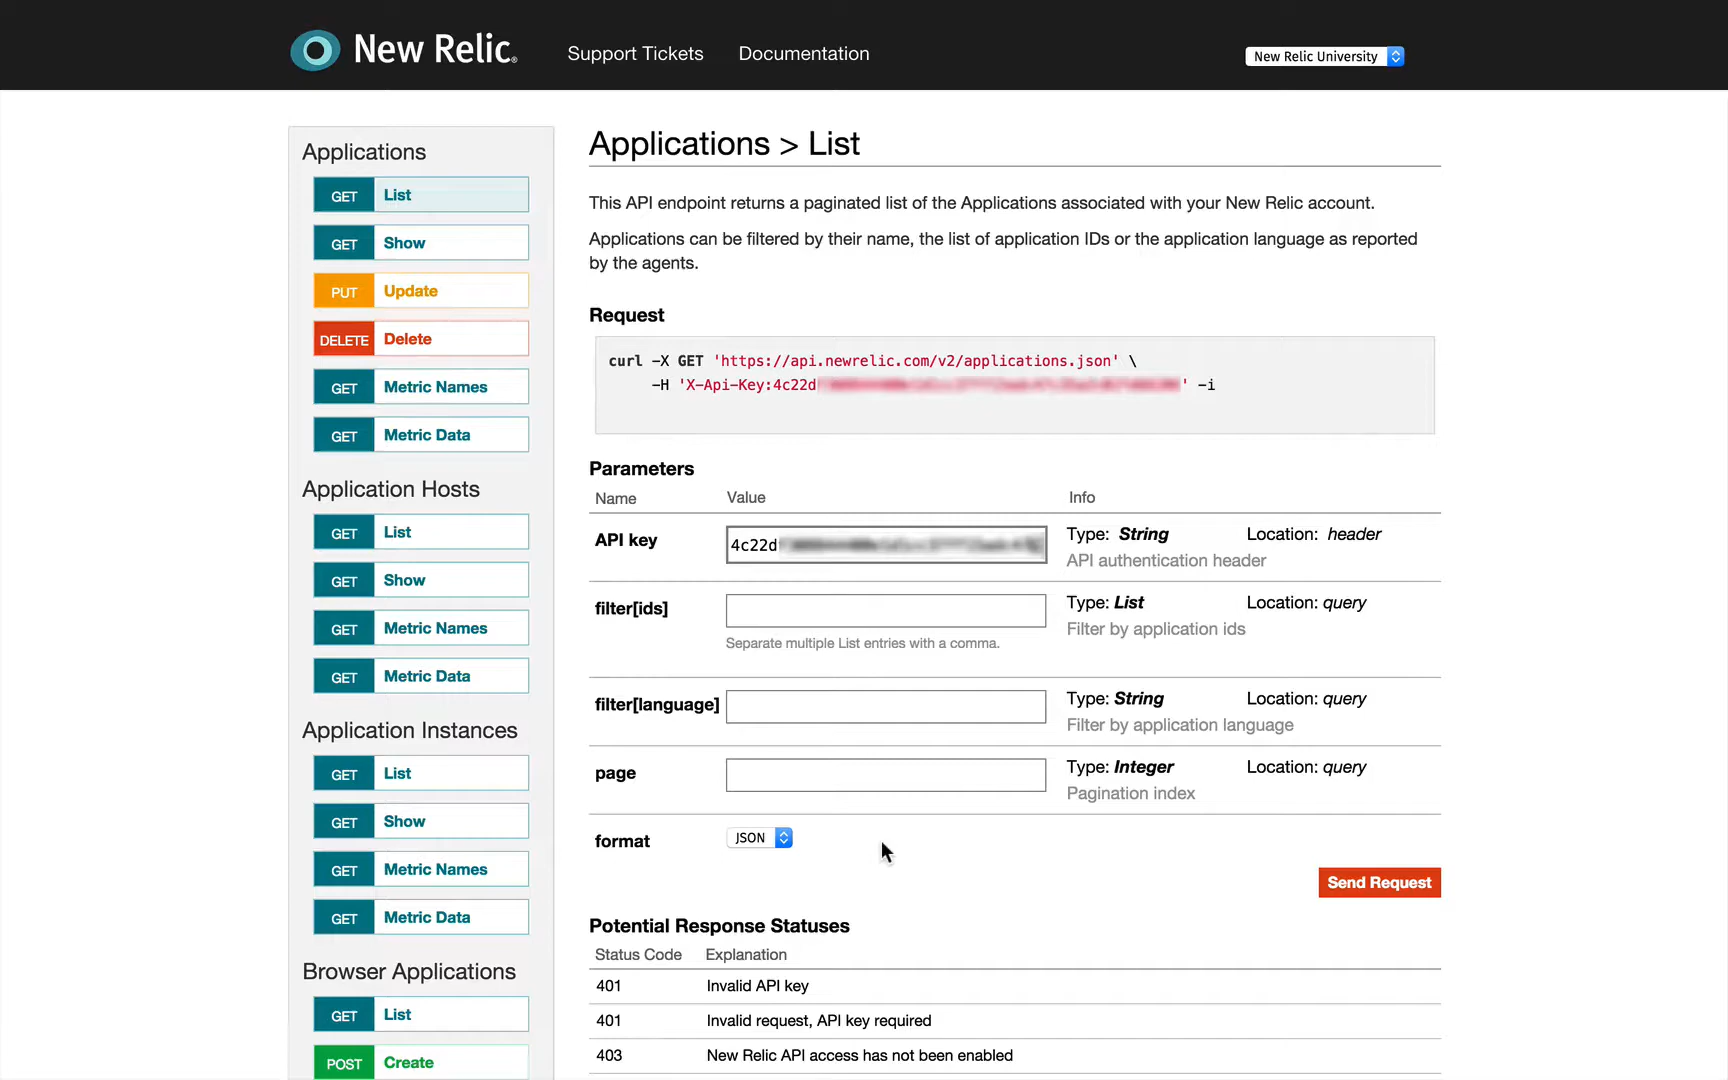 New Relic.
Support Tickets
Documentation
New Relic University
Applications
GET List
GET Show
PUT Update
DELETE Delete
GET Metric Names
GET Metric Data
Application Hosts
GET List
GET Show
GET Metric Names
GET Metric Data
Application Instances
GET List
GET Show
GET Metric Names
GET Metric Data
Browser Applications
GET List
POST Create
Applications > List
This API endpoint returns a paginated list of the Applications associated with your New Relic account.
Applications can be filtered by their name, the list of application IDs or the application language as reported
by the agents.
Request
curl -X GET 'https://api.newrelic.com/v2/applications.json' \
-H 'X-Api-Key:4c22d ' -i
Parameters
Name Value Info
API key 4c22d Type: String Location: header
API authentication header
filter[ids] Type: List Location: query
Filter by application ids
Separate multiple List entries with a comma.
filter[language] Type: String Location: query
Filter by application language
page Type: Integer Location: query
Pagination index
format JSON
Send Request
Potential Response Statuses
Status Code Explanation
401 Invalid API key
401 Invalid request, API key required
403 New Relic API access has not been enabled